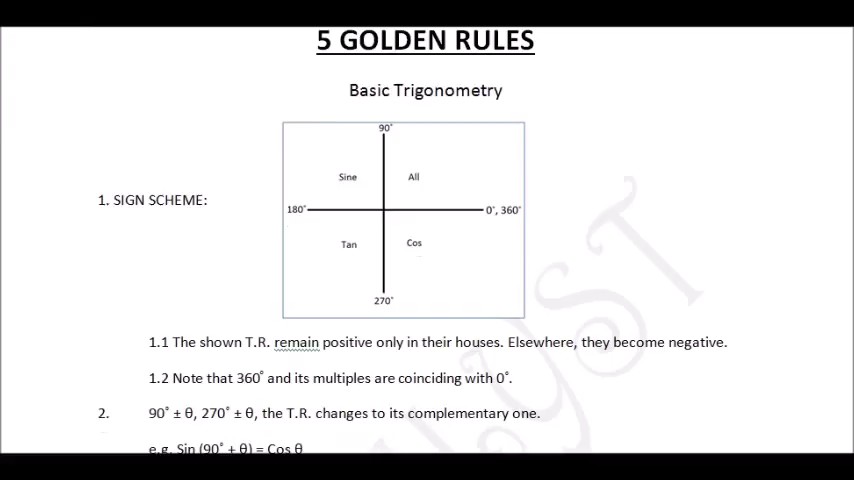 5 GOLDEN RULES
Basic Trigonometry
90˚
Sine All
1. SIGN SCHEME:
180˚ 0˚, 360˚
Tan Cos
270˚
1.1 The shown T.R. remain positive only in their houses. Elsewhere, they become negative.
1.2 Note that 360˚ and its multiples are coinciding with 0˚.
2. 90˚ ± θ, 270˚ ± θ, the T.R. changes to its complementary one.
e.g. Sin (90˚ + θ) = Cos θ